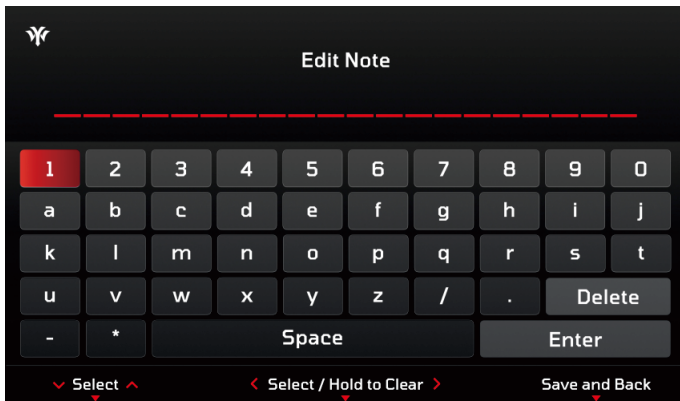 Edit Note
1 2 3 4 5 6 7 8 9 0
a b c d e f g h i j
k l m n o p q r s t
u v w x y z / . Delete
- * Space Enter
Select Select / Hold to Clear Save and Back